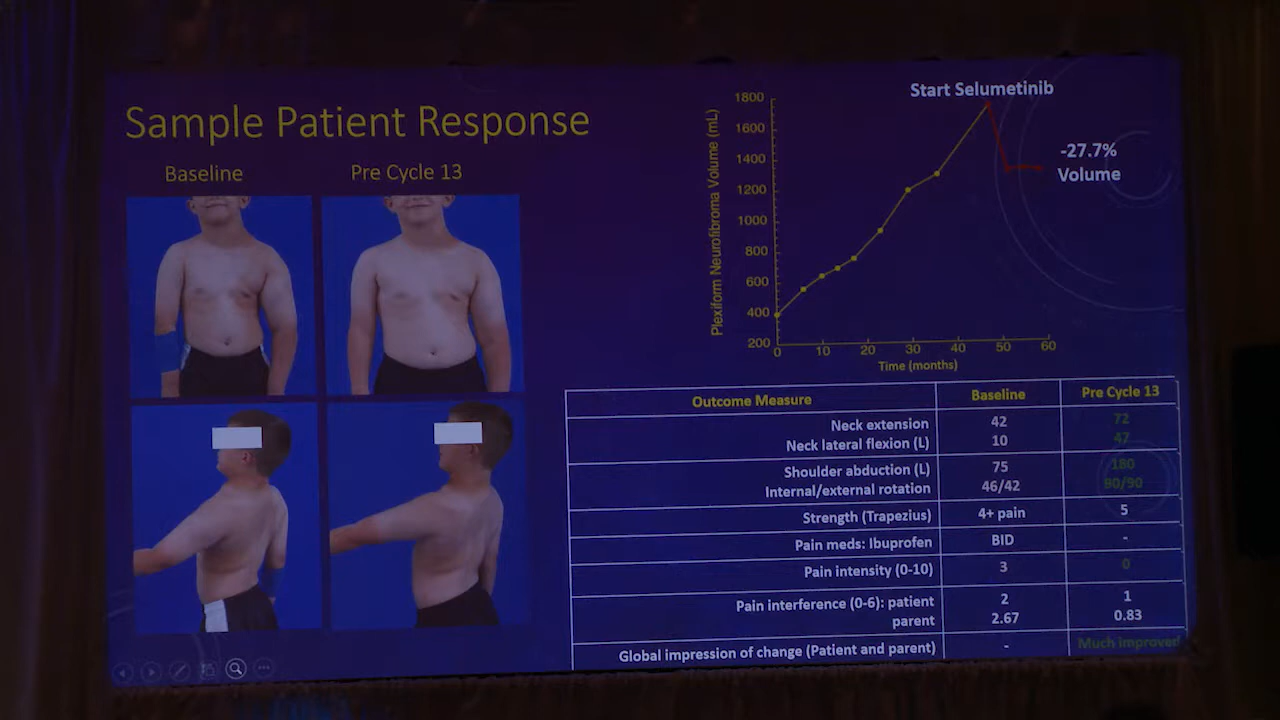 Sample Patient Response
Baseline
Pre Cycle 13
Start Selumetinib
-27.7%
Volume
Plexiform Neurofibroma Volume (mL)
1800
1600
1400
1200
1000
800
600
400
200
0 10 20 30 40 50 60
Time (months)
Outcome Measure Baseline Pre Cycle 13
Neck extension 42 72
Neck lateral flexion (L) 10 47
Shoulder abduction (L) 75 180
Internal/external rotation 46/42 90/90
Strength (Trapezius) 4+ pain 5
Pain meds: Ibuprofen BID -
Pain intensity (0-10) 3 0
Pain interference (0-6): patient 2 1
parent 2.67 0.83
Global impression of change (Patient and parent) - Much improved